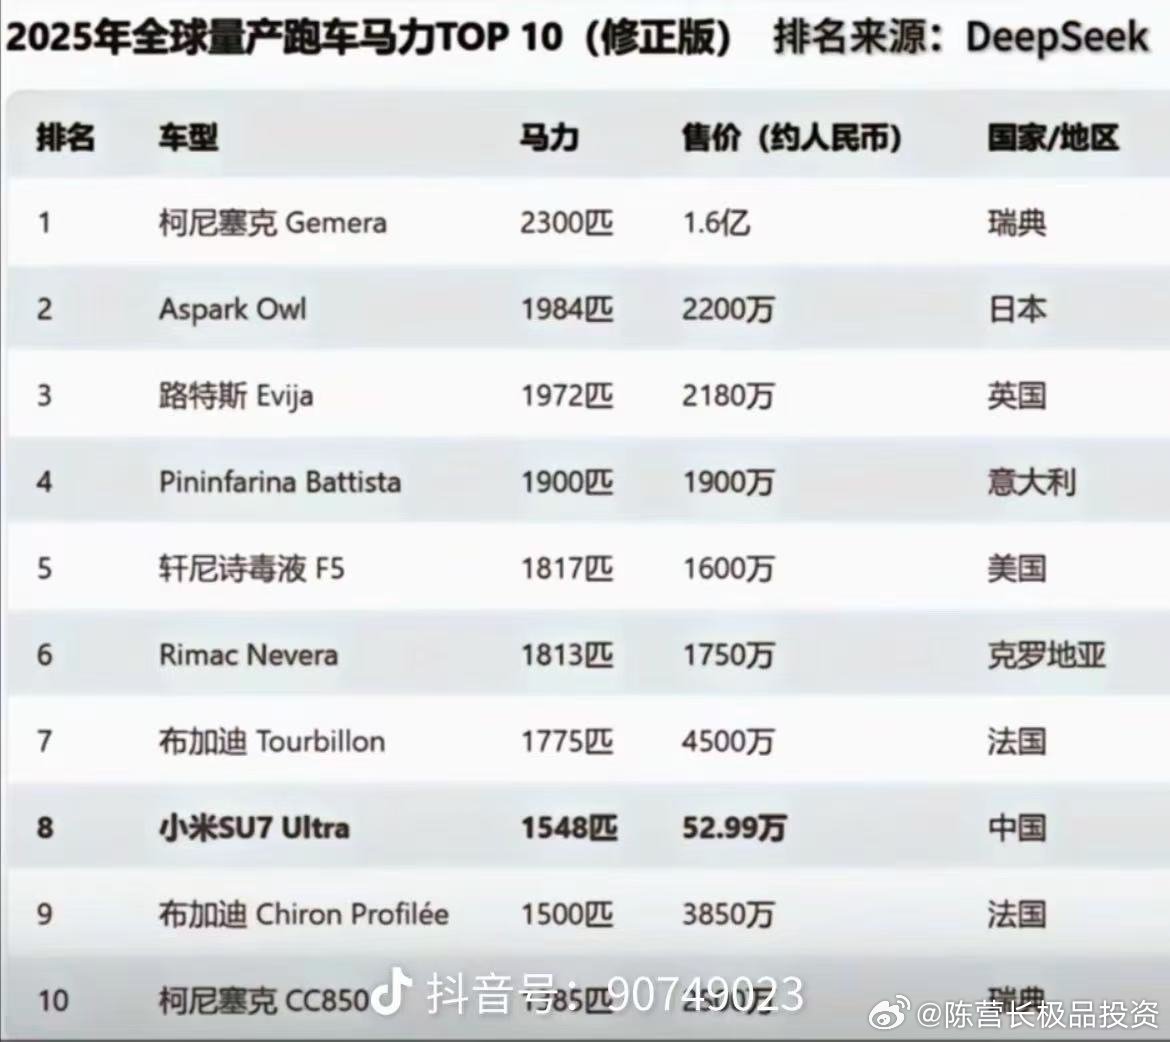 2025年全球量产跑车马力TOP 10（修正版） 排名来源：DeepSeek
排名 车型 马力 售价（约人民币） 国家/地区
1 柯尼塞克 Gemera 2300匹 1.6亿 瑞典
2 Aspark Owl 1984匹 2200万 日本
3 路特斯 Evija 1972匹 2180万 英国
4 Pininfarina Battista 1900匹 1900万 意大利
5 轩尼诗毒液 F5 1817匹 1600万 美国
6 Rimac Nevera 1813匹 1750万 克罗地亚
7 布加迪 Tourbillon 1775匹 4500万 法国
8 小米SU7 Ultra 1548匹 52.99万 中国
9 布加迪 Chiron Profilée 1500匹 3850万 法国
10 柯尼塞克 CC850 瑞典
抖音号：90749023
@陈营长极品投资